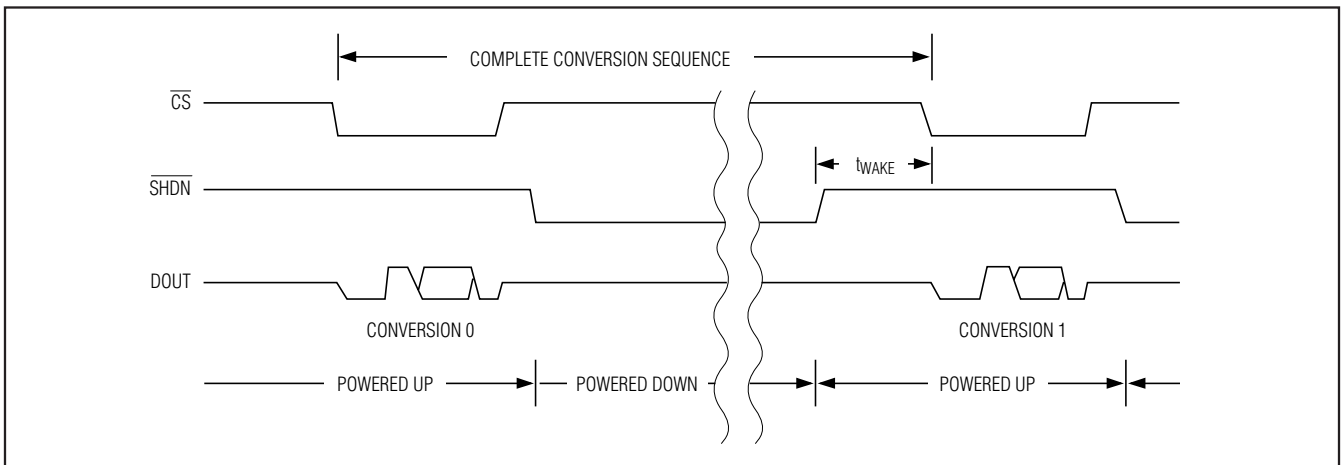 COMPLETE CONVERSION SEQUENCE
CS
tWAKE
SHDN
DOUT
CONVERSION 0
CONVERSION 1
POWERED UP
POWERED DOWN
POWERED UP